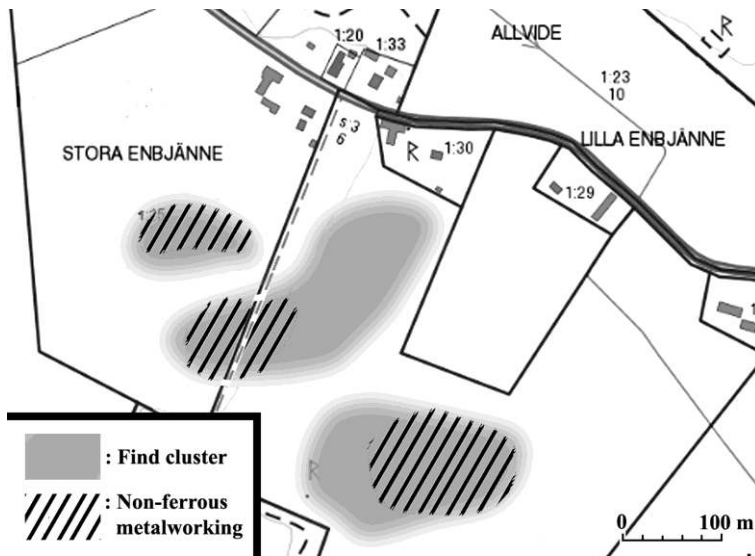 ALLVIDE
R
1:20
1:33
1:23
10
s:3
6
STORA ENBJÄNNE
R
1:30
LILLA ENBJÄNNE
1:29
1:25
R
: Find cluster
: Non-ferrous
metalworking
0
100 m